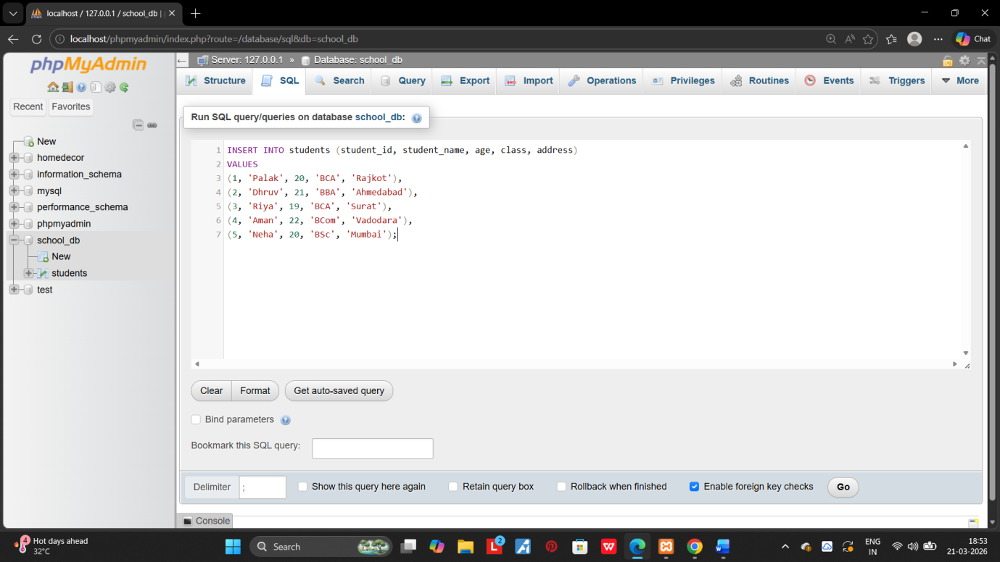 localhost / 127.0.0.1 / school_db |
localhost/phpmyadmin/index.php?route=/database/sql&db=school_db
Chat
phpMyAdmin
Recent
Favorites
New
homedecor
information_schema
mysql
performance_schema
phpmyadmin
school_db
New
students
test
Server: 127.0.0.1 » Database: school_db
Structure
SQL
Search
Query
Export
Import
Operations
Privileges
Routines
Events
Triggers
More
Run SQL query/queries on database school_db:
1 INSERT INTO students (student_id, student_name, age, class, address)
2 VALUES
3 (1, 'Palak', 20, 'BCA', 'Rajkot'),
4 (2, 'Dhruv', 21, 'BBA', 'Ahmedabad'),
5 (3, 'Riya', 19, 'BCA', 'Surat'),
6 (4, 'Aman', 22, 'BCom', 'Vadodara'),
7 (5, 'Neha', 20, 'BSc', 'Mumbai');
Clear
Format
Get auto-saved query
Bind parameters
Bookmark this SQL query:
Delimiter ;
Show this query here again
Retain query box
Rollback when finished
Enable foreign key checks
Go
Console
4
Hot days ahead
32°C
Search
L 2
W
W
ENG
IN
18:53
21-03-2026